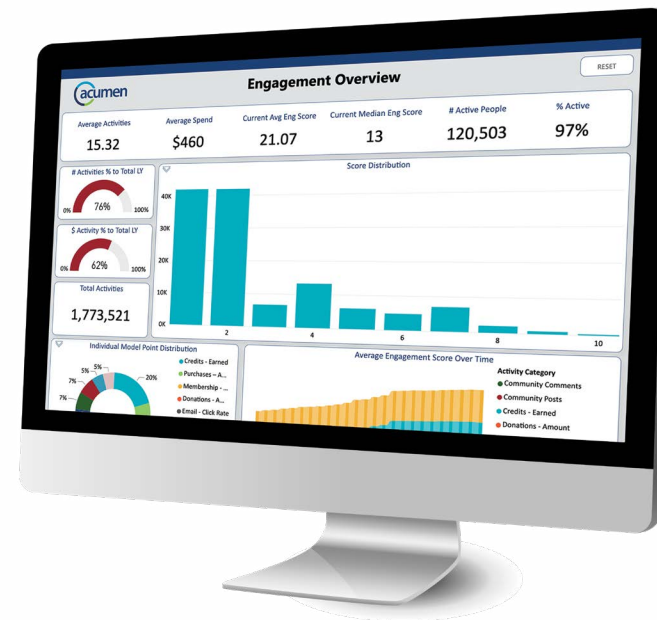 acumen
Engagement Overview
RESET
Average Activities
15.32
Average Spend
$460
Current Avg Eng Score
21.07
Current Median Eng Score
13
# Active People
120,503
% Active
97%
# Activities % to Total LY
76%
0%
100%
$ Activity % to Total LY
62%
0%
100%
Total Activities
1,773,521
Score Distribution
40K
30K
20K
10K
0K
2
4
6
8
10
Individual Model Point Distribution
5%
5%
7%
7%
20%
Credits - Earned
Purchases – A...
Membership - ...
Donations - A...
Email - Click Rate
Average Engagement Score Over Time
Activity Category
Community Comments
Community Posts
Credits - Earned
Donations - Amount